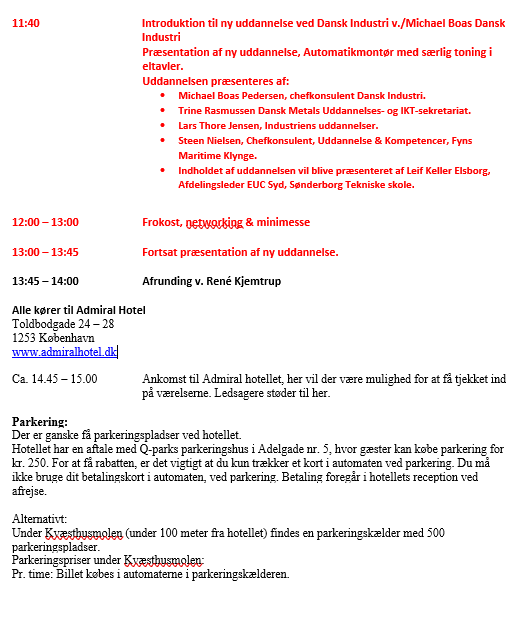 11:40 Introduktion til ny uddannelse ved Dansk Industri v./Michael Boas Dansk
Industri
Præsentation af ny uddannelse, Automatikmontør med særlig toning i
eltavler.
Uddannelsen præsenteres af:
• Michael Boas Pedersen, chefkonsulent Dansk Industri.
• Trine Rasmussen Dansk Metals Uddannelses- og IKT-sekretariat.
• Lars Thore Jensen, Industriens uddannelser.
• Steen Nielsen, Chefkonsulent, Uddannelse & Kompetencer, Fyns
Maritime Klynge.
• Indholdet af uddannelsen vil blive præsenteret af Leif Keller Elsborg,
Afdelingsleder EUC Syd, Sønderborg Tekniske skole.
12:00 – 13:00 Frokost, networking & minimesse
13:00 – 13:45 Fortsat præsentation af ny uddannelse.
13:45 – 14:00 Afrunding v. René Kjemtrup
Alle kører til Admiral Hotel
Toldbodgade 24 – 28
1253 København
www.admiralhotel.dk
Ca. 14.45 – 15.00 Ankomst til Admiral hotellet, her vil der være mulighed for at få tjekket ind
på værelserne. Ledsagere støder til her.
Parkering:
Der er ganske få parkeringspladser ved hotellet.
Hotellet har en aftale med Q-parks parkeringshus i Adelgade nr. 5, hvor gæster kan købe parkering for
kr. 250. For at få rabatten, er det vigtigt at du kun trækker et kort i automaten ved parkering. Du må
ikke bruge dit betalingskort i automaten, ved parkering. Betaling foregår i hotellets reception ved
afrejse.
Alternativt:
Under Kvæsthusmolen (under 100 meter fra hotellet) findes en parkeringskælder med 500
parkeringspladser.
Parkeringspriser under Kvæsthusmolen:
Pr. time: Billet købes i automaterne i parkeringskælderen.